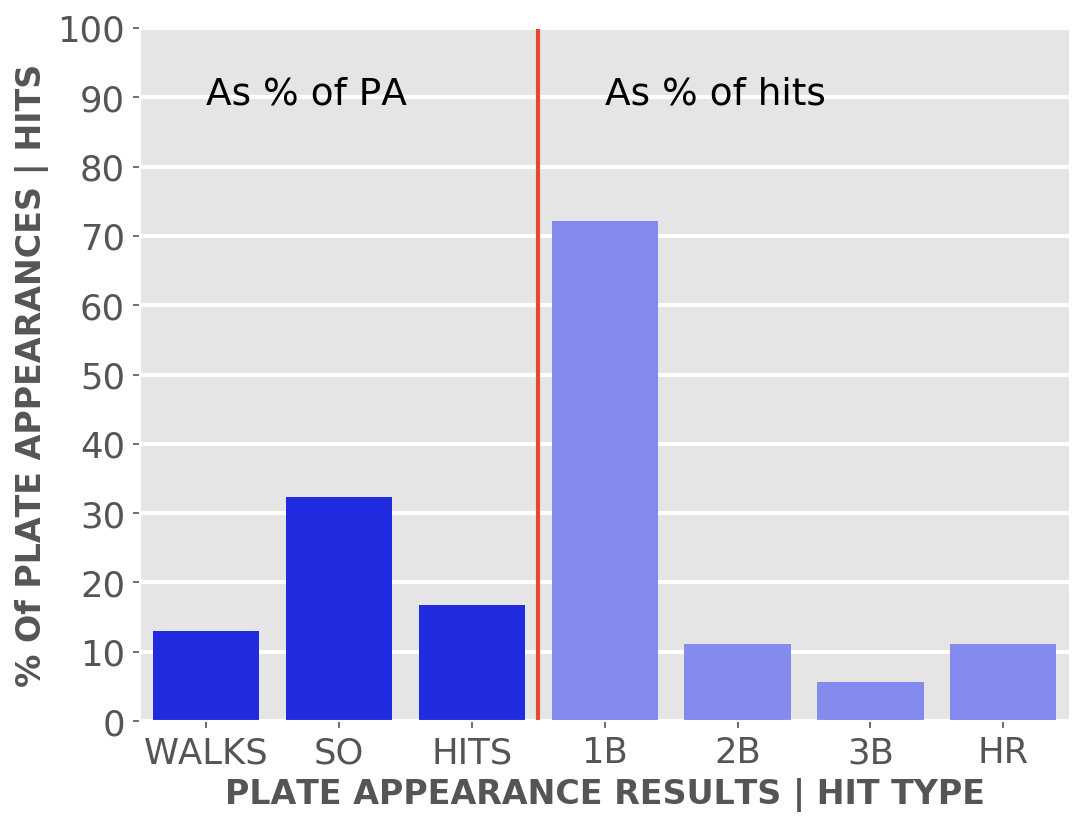 100
90
80
70
60
50
40
30
20
10
0
% Of PLATE APPEARANCES | HITS
As % of PA
As % of hits
WALKS SO HITS 1B 2B 3B HR
PLATE APPEARANCE RESULTS | HIT TYPE